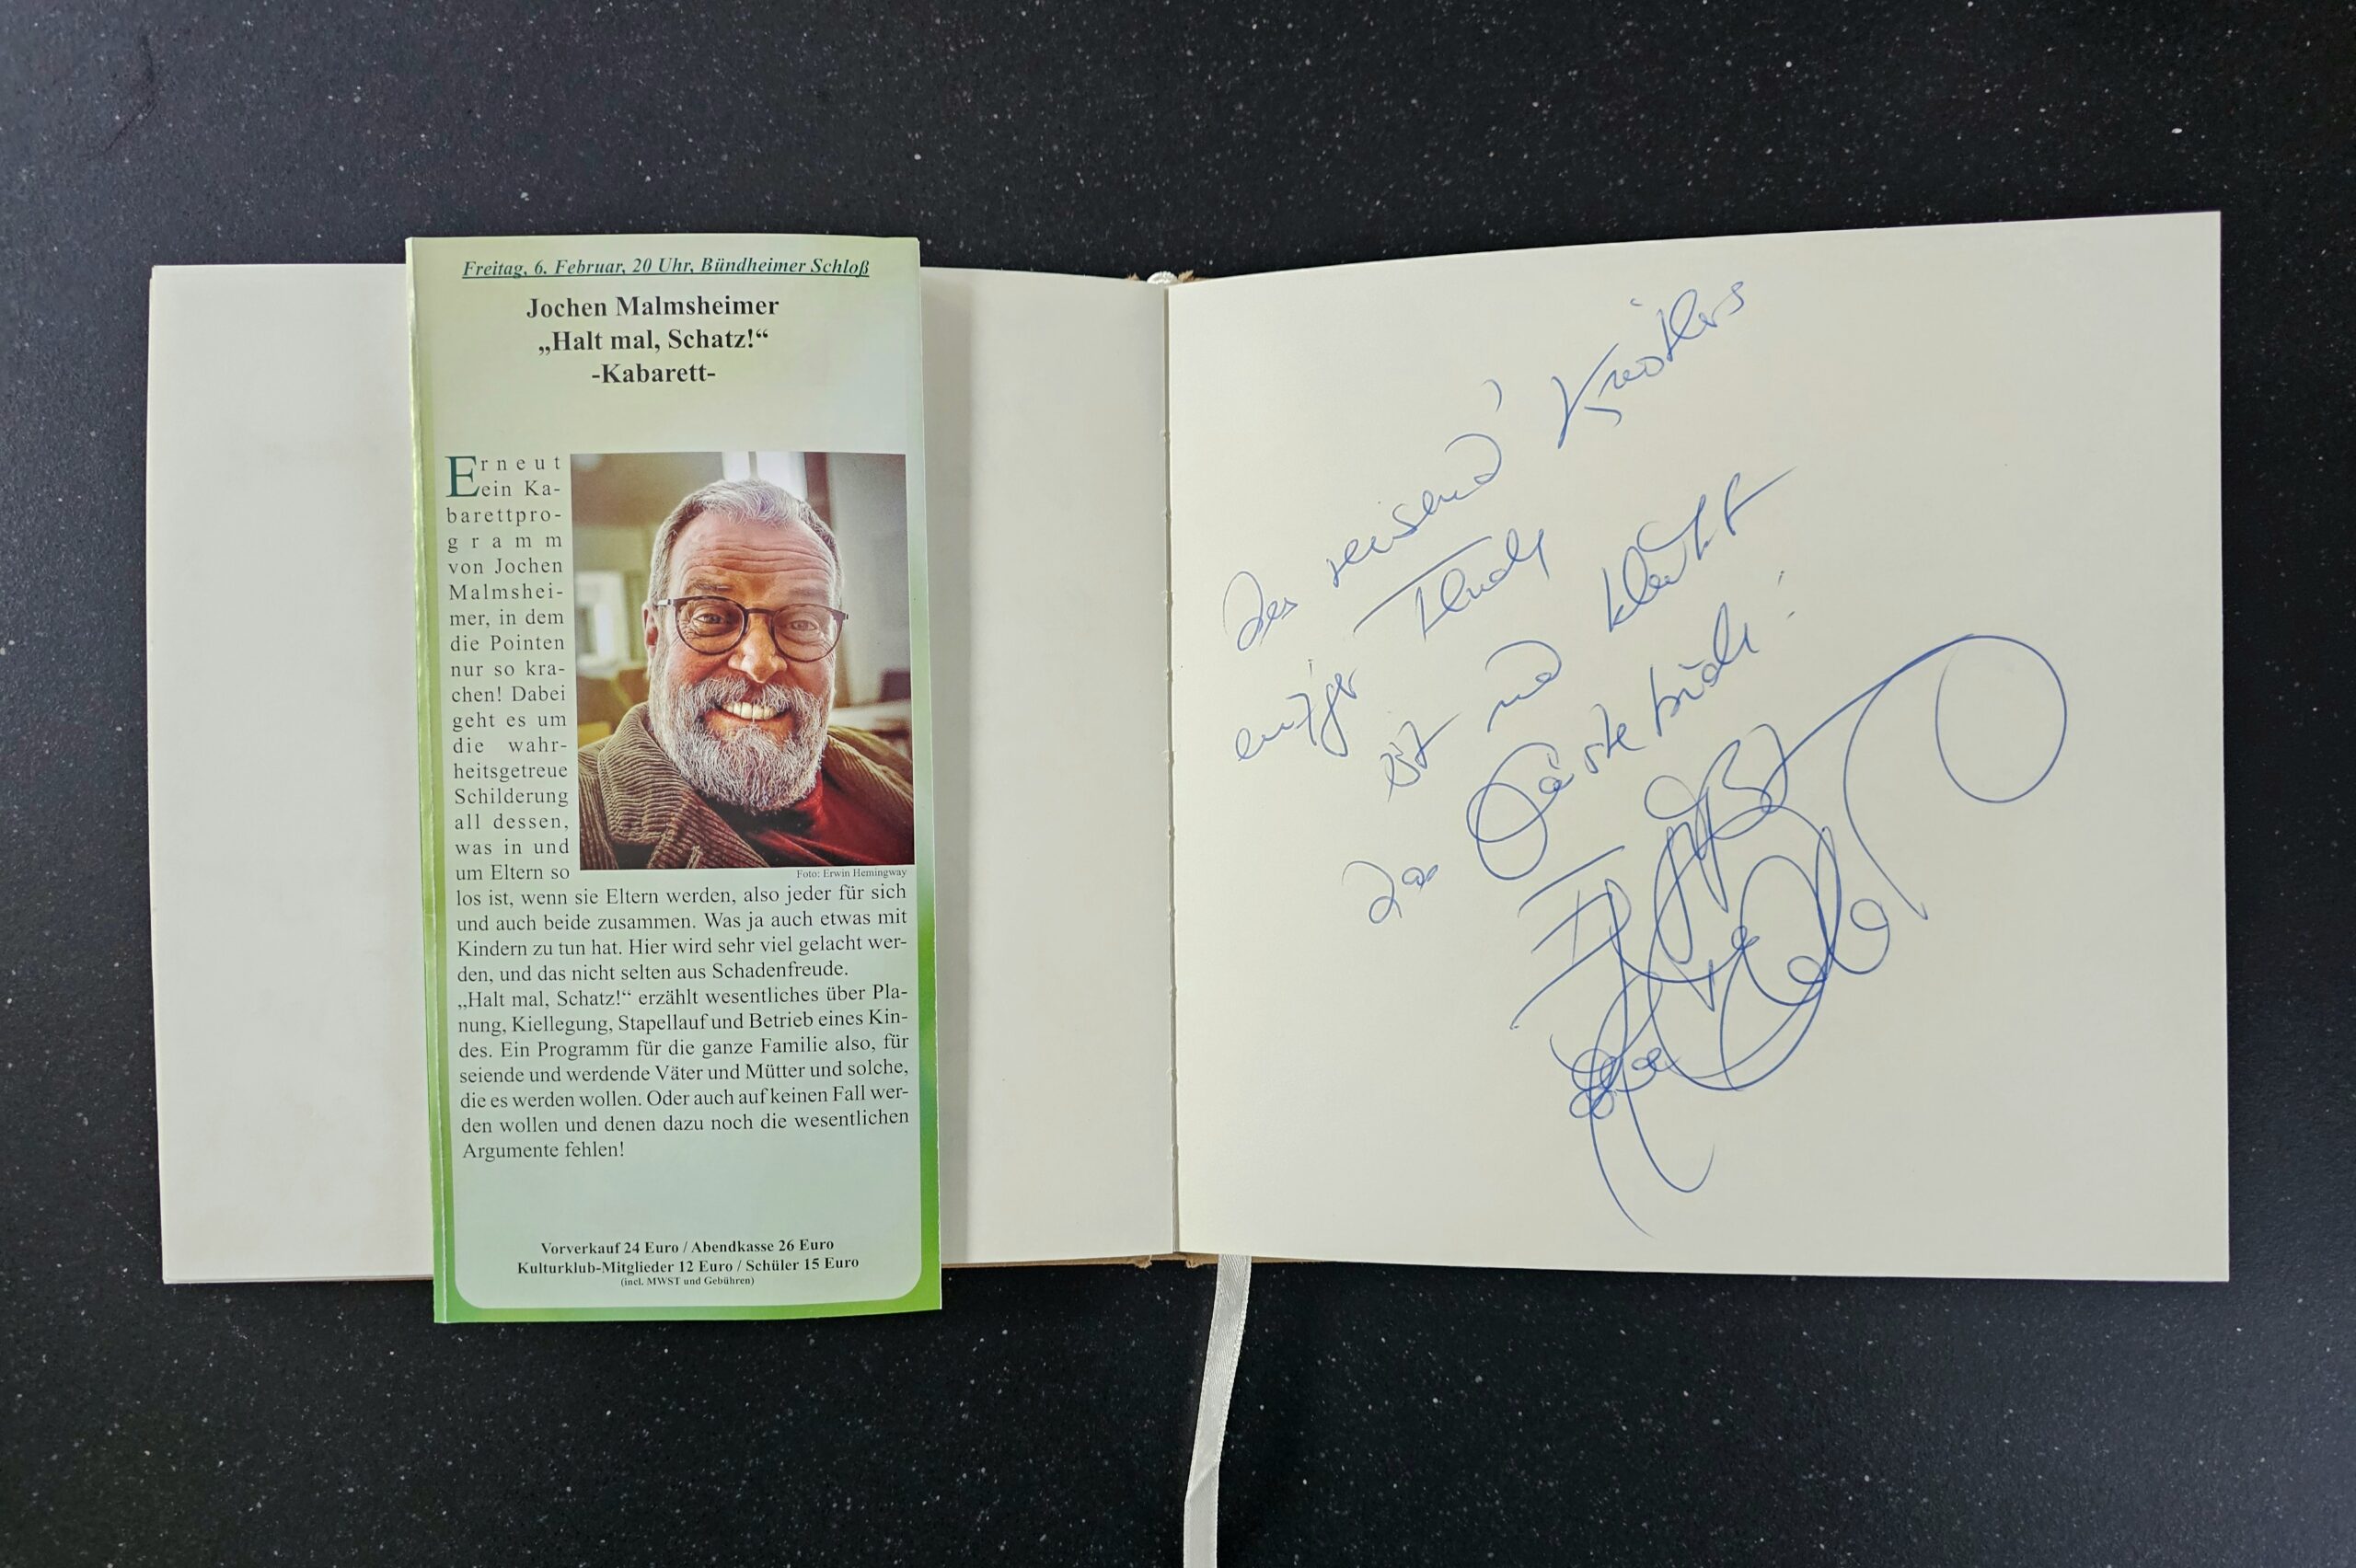 Freitag, 6. Februar, 20 Uhr, Bündheimer Schloß
Jochen Malmsheimer
„Halt mal, Schatz!“
-Kabarett-
Erneut
ein Ka-
barettpro-
gramm
von Jochen
Malmshei-
mer, in dem
die Pointen
nur so kra-
chen! Dabei
geht es um
die wahr-
heitsgetreue
Schilderung
all dessen,
was in und
um Eltern so
Foto: Erwin Hemingway
los ist, wenn sie Eltern werden, also jeder für sich
und auch beide zusammen. Was ja auch etwas mit
Kindern zu tun hat. Hier wird sehr viel gelacht wer-
den, und das nicht selten aus Schadenfreude.
„Halt mal, Schatz!“ erzählt wesentliches über Pla-
nung, Kiellegung, Stapellauf und Betrieb eines Kin-
des. Ein Programm für die ganze Familie also, für
seiende und werdende Väter und Mütter und solche,
die es werden wollen. Oder auch auf keinen Fall wer-
den wollen und denen dazu noch die wesentlichen
Argumente fehlen!
Vorverkauf 24 Euro / Abendkasse 26 Euro
Kulturklub-Mitglieder 12 Euro / Schüler 15 Euro
(incl. MWST und Gebühren)
Des reisend' Künstlers
einz'ger Fluch
ist und bleibt
das Gästebuch!